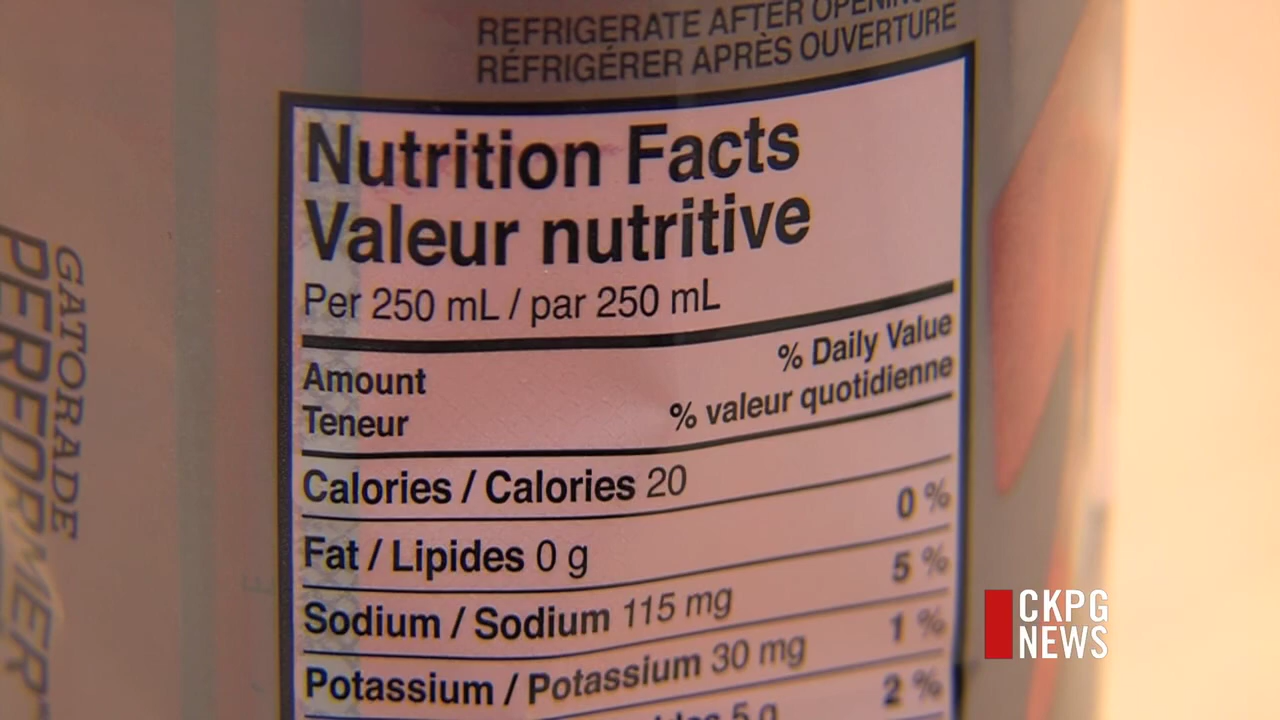 REFRIGERATE AFTER
RÉFRIGÉRER APRÈS OUVERTURE
Nutrition Facts
Valeur nutritive
Per 250 mL / par 250 mL
% Daily Value
Amount
% valeur quotidienne
Teneur
Calories / Calories 20
Fat / Lipides 0 g 0 %
Sodium / Sodium 115 mg 5 %
Potassium / Potassium 30 mg 1 %
5 g 2 %
GATORADE
PERFORMER
CKPG
NEWS